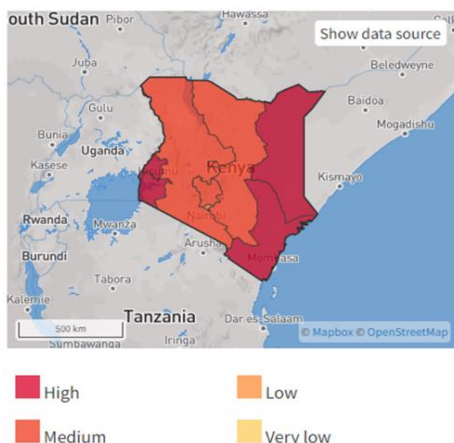 outh Sudan
Pibor
Hawassa
Show data source
Juba
Beledweyne
Gulu
Baidoa
Bunia
Mogadishu
Uganda
Kasese
Kisumu
Kenya
Kismayo
Nairobi
Rwanda
Mwanza
Arusha
Burundi
Mombasa
Tabora
Kalemie
Tanzania
Dar es-Salaam
500 km
Iringa
Sumbawanga
© Mapbox © OpenStreetMap
High
Low
Medium
Very low